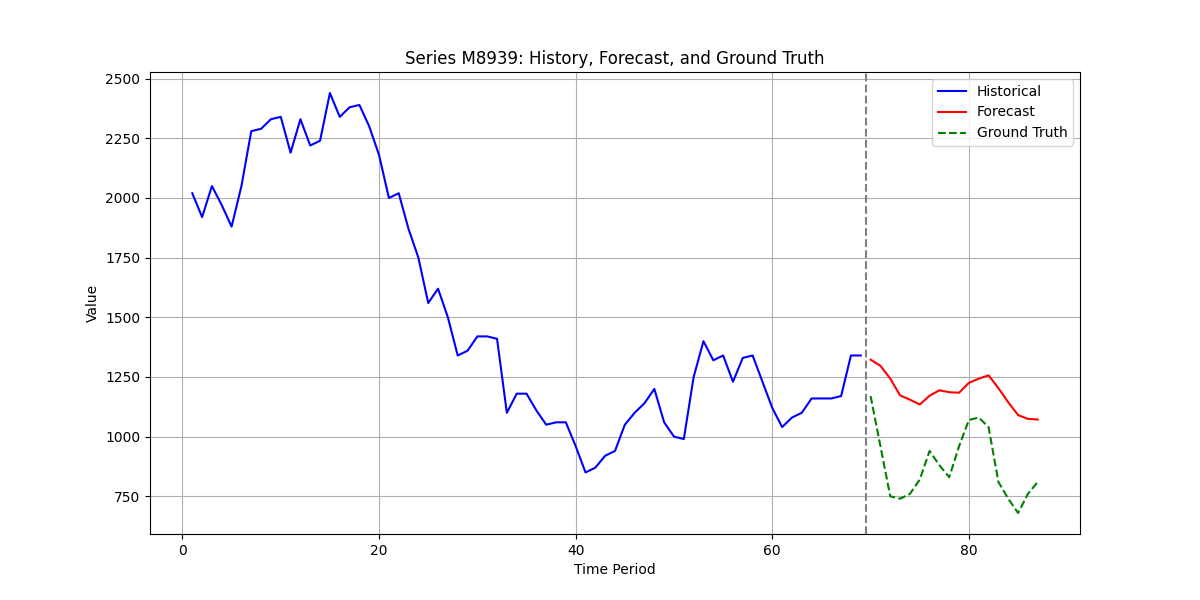 Series M8939: History, Forecast, and Ground Truth
2500
2250
2000
1750
1500
1250
1000
750
Value
0
20
40
60
80
Time Period
Historical
Forecast
Ground Truth